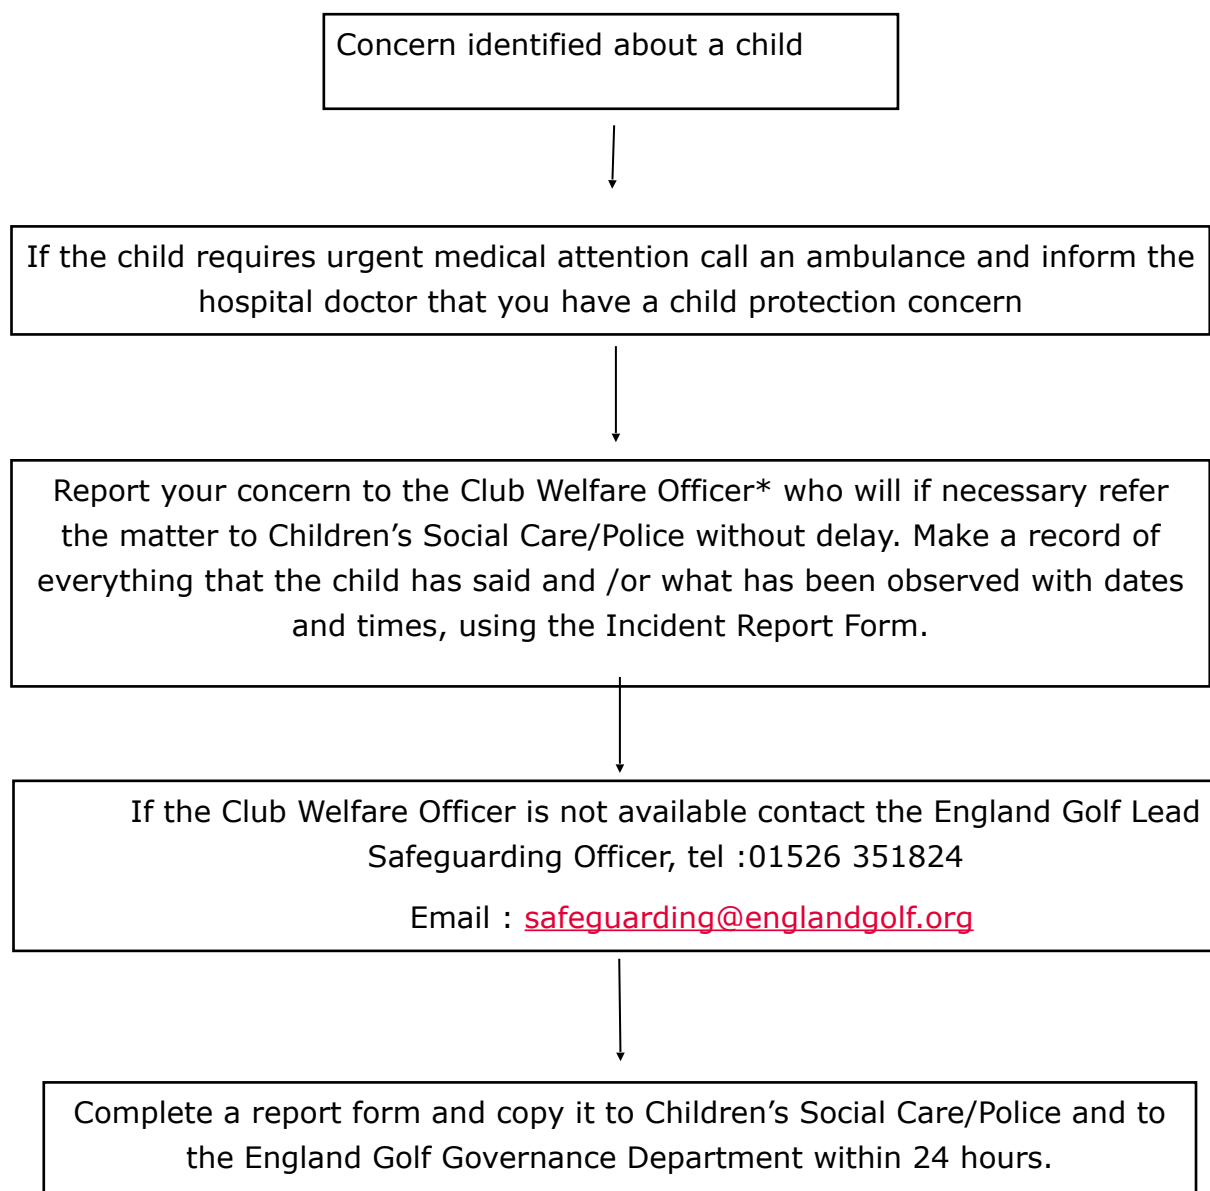 Concern identified about a child
If the child requires urgent medical attention call an ambulance and inform the
hospital doctor that you have a child protection concern
Report your concern to the Club Welfare Officer* who will if necessary refer
the matter to Children’s Social Care/Police without delay. Make a record of
everything that the child has said and /or what has been observed with dates
and times, using the Incident Report Form.
If the Club Welfare Officer is not available contact the England Golf Lead
Safeguarding Officer, tel :01526 351824
Email : safeguarding@englandgolf.org
Complete a report form and copy it to Children’s Social Care/Police and to
the England Golf Governance Department within 24 hours.